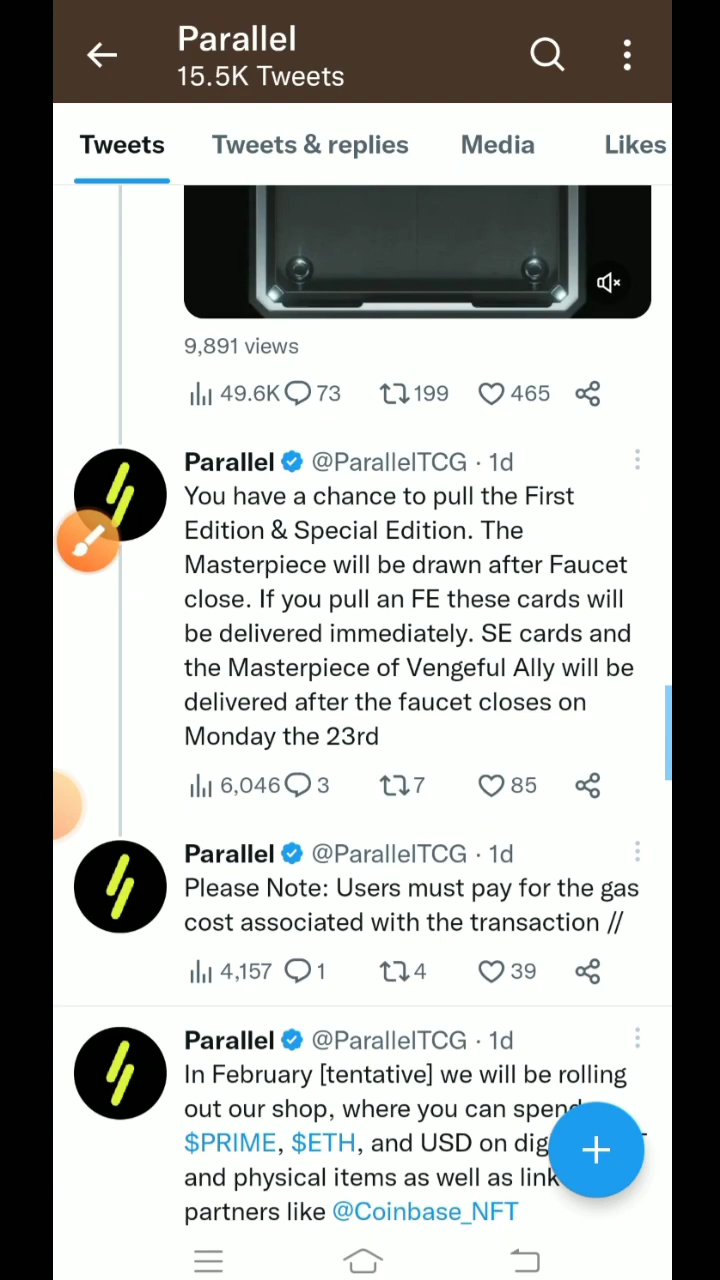 Parallel
15.5K Tweets
Tweets Tweets & replies Media Likes
9,891 views
49.6K 73 199 465
Parallel @ParallelTCG · 1d
You have a chance to pull the First
Edition & Special Edition. The
Masterpiece will be drawn after Faucet
close. If you pull an FE these cards will
be delivered immediately. SE cards and
the Masterpiece of Vengeful Ally will be
delivered after the faucet closes on
Monday the 23rd
6,046 3 7 85
Parallel @ParallelTCG · 1d
Please Note: Users must pay for the gas
cost associated with the transaction //
4,157 1 4 39
Parallel @ParallelTCG · 1d
In February [tentative] we will be rolling
out our shop, where you can spend
$PRIME, $ETH, and USD on
and physical items as well as link
partners like @Coinbase_NFT